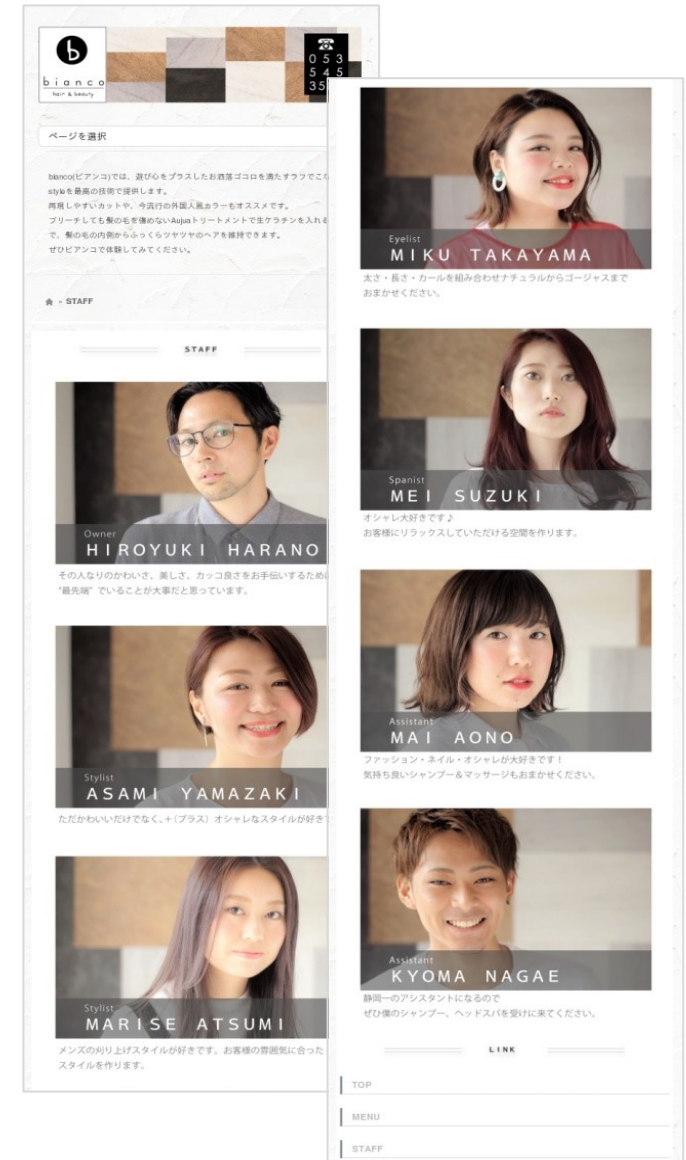 bianco
hair & beauty
053
545
35
ページを選択
bianco(ビアンコ)では、遊び心をプラスしたお洒落ゴコロを満たすラフでこな
styleを最高の技術で提供します。
再現しやすいカットや、今流行の外国人風カラーもオススメです。
ブリーチしても髪の毛を傷めないAujuaトリートメントで生ケラチンを入れる
で、髪の毛の内側からふっくらツヤツヤのヘアを維持できます。
ぜひビアンコで体験してみてください。
» STAFF
STAFF
Owner
HIROYUKI HARANO
その人なりのかわいさ、美しさ、カッコ良さをお手伝いするために
“最先端”でいることが大事だと思っています。
Stylist
ASAMI YAMAZAKI
ただかわいいだけでなく、＋(プラス) オシャレなスタイルが好きで
Stylist
MARISE ATSUMI
メンズの刈り上げスタイルが好きです。お客様の雰囲気に合った
スタイルを作ります。
Eyelist
MIKU TAKAYAMA
太さ・長さ・カールを組み合わせナチュラルからゴージャスまで
おまかせください。
Spanist
MEI SUZUKI
オシャレ大好きです♪
お客様にリラックスしていただける空間を作ります。
Assistant
MAI AONO
ファッション・ネイル・オシャレが大好きです！
気持ち良いシャンプー＆マッサージもおまかせください。
Assistant
KYOMA NAGAE
静岡一のアシスタントになるので
ぜひ僕のシャンプー、ヘッドスパを受けに来てください。
LINK
TOP
MENU
STAFF